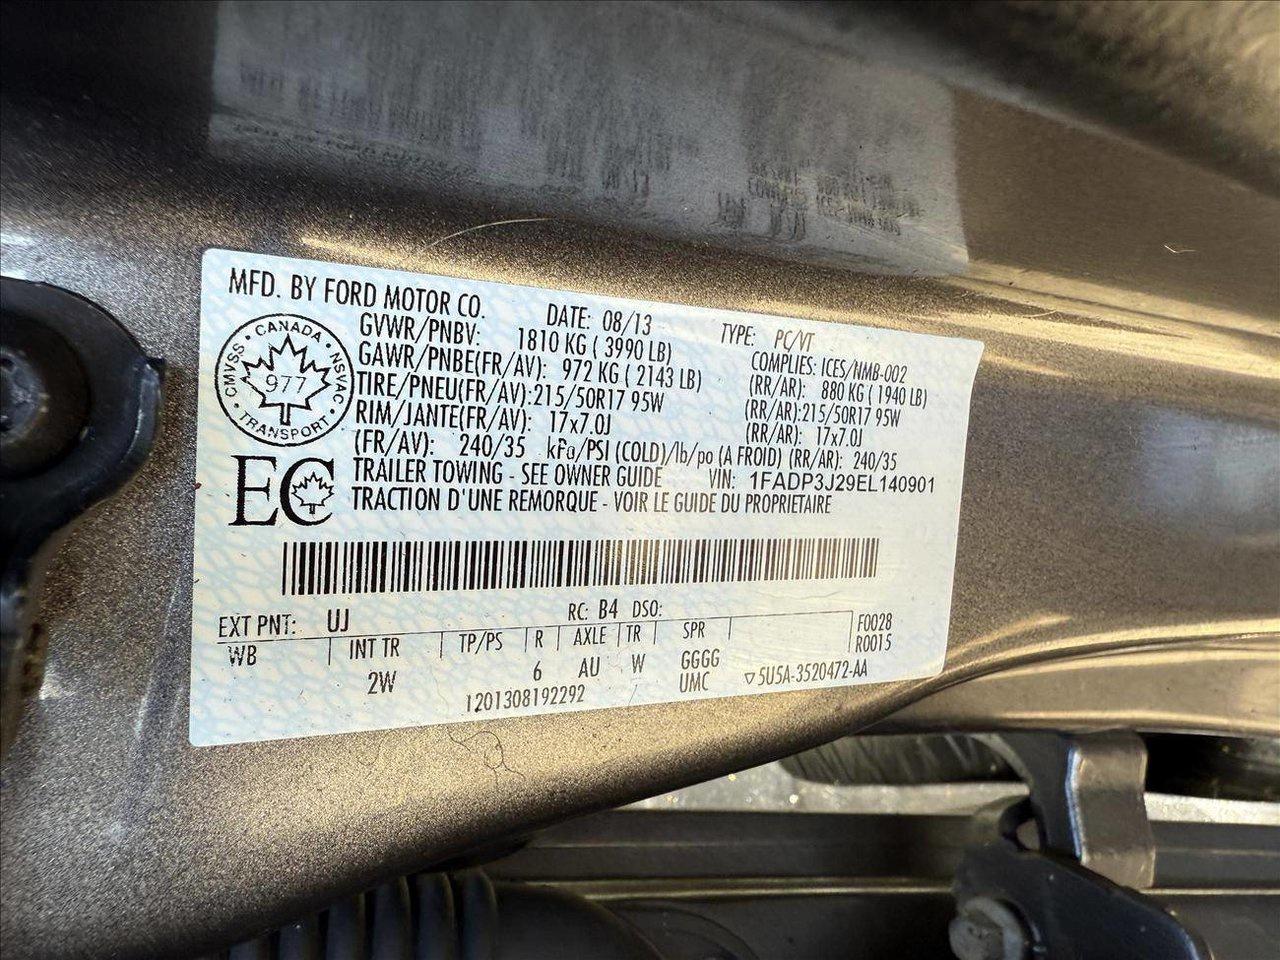 MFD. BY FORD MOTOR CO.
DATE: 08/13 TYPE: PC/VT
GVWR/PNBV: 1810 KG ( 3990 LB) COMPLIES: ICES/NMB-002
GAWR/PNBE(FR/AV): 972 KG ( 2143 LB) (RR/AR): 880 KG ( 1940 LB)
TIRE/PNEU(FR/AV): 215/50R17 95W (RR/AR): 215/50R17 95W
RIM/JANTE(FR/AV): 17x7.0J (RR/AR): 17x7.0J
(FR/AV): 240/35 kPa/PSI (COLD)/lb/po (A FROID) (RR/AR): 240/35
TRAILER TOWING - SEE OWNER GUIDE VIN: 1FADP3J29EL140901
TRACTION D'UNE REMORQUE - VOIR LE GUIDE DU PROPRIETAIRE
CANADA
CMVSS • NSVAC
977
TRANSPORT
EC
EXT PNT: UJ RC: B4 DSO:
WB INT TR TP/PS R AXLE TR SPR F0028
R0015
2W 6 AU W GGGG
UMC ▽5U5A-3520472-AA
1201308192292